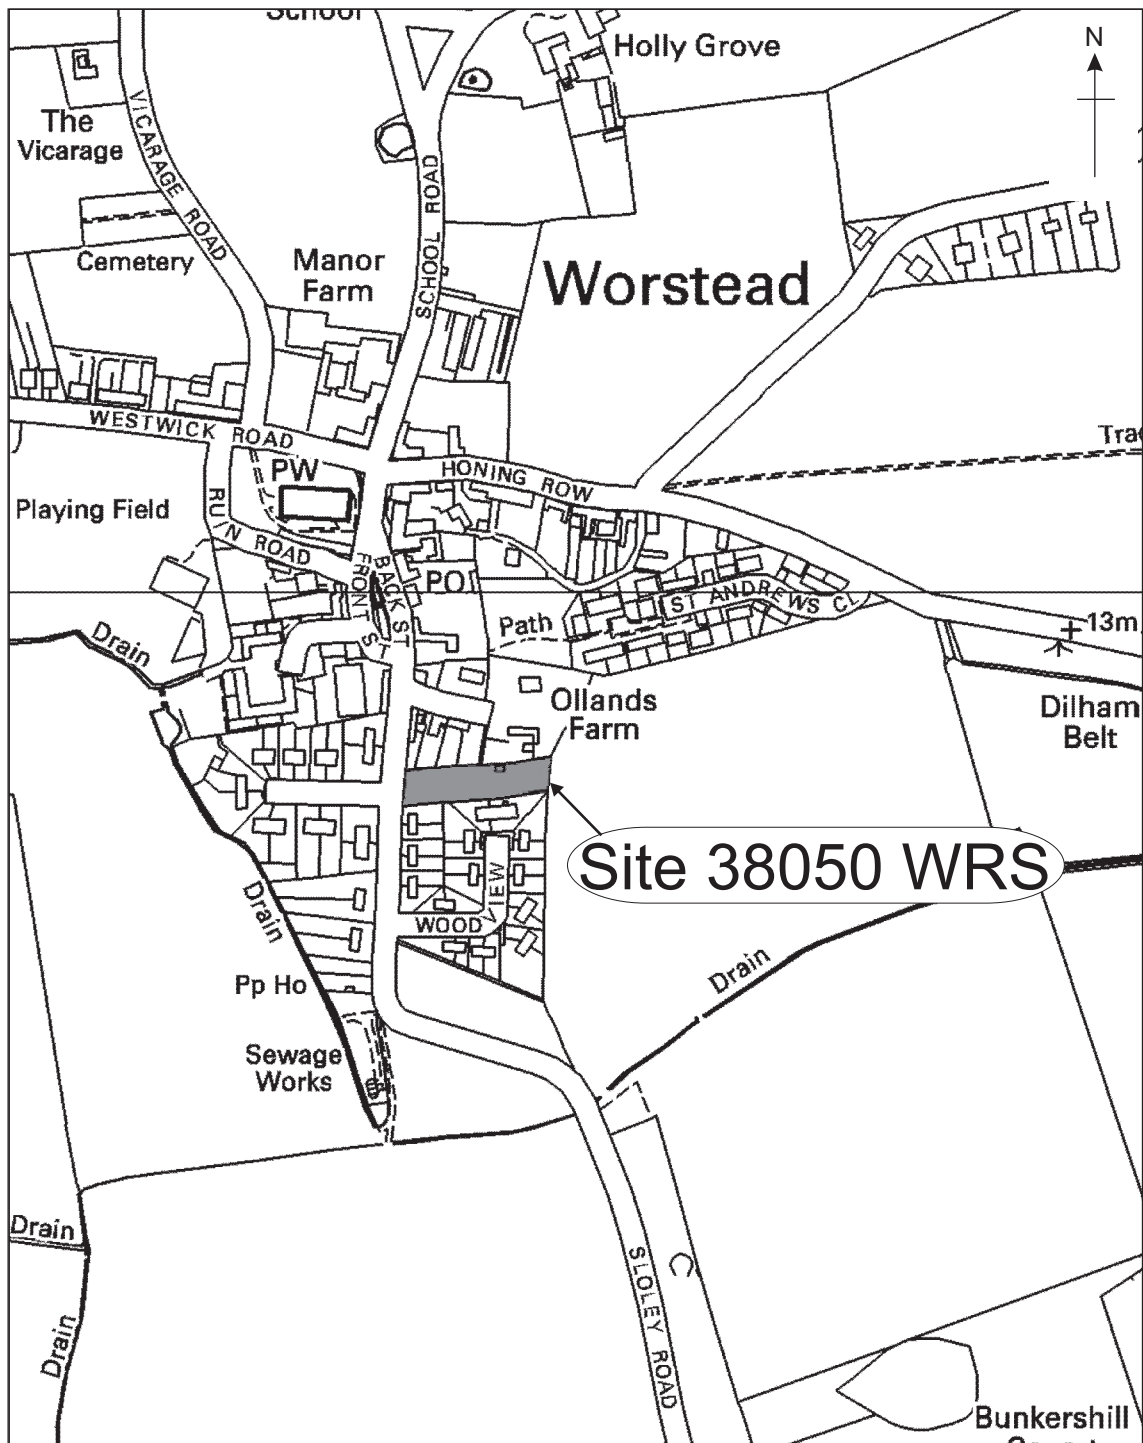 School
N
Holly Grove
The
Vicarage
VICARAGE ROAD
SCHOOL ROAD
Cemetery
Manor
Farm
Worstead
WESTWICK ROAD
Trac
PW
HONING ROW
Playing Field
RUIN ROAD
BACK ST
FRONT ST
PO
ST ANDREWS CL
Path
13m
Drain
Ollands
Farm
Dilham
Belt
Site 38050 WRS
VIEW
WOOD
Drain
Drain
Pp Ho
Sewage
Works
Drain
SLOLEY ROAD
Drain
Bunkershill